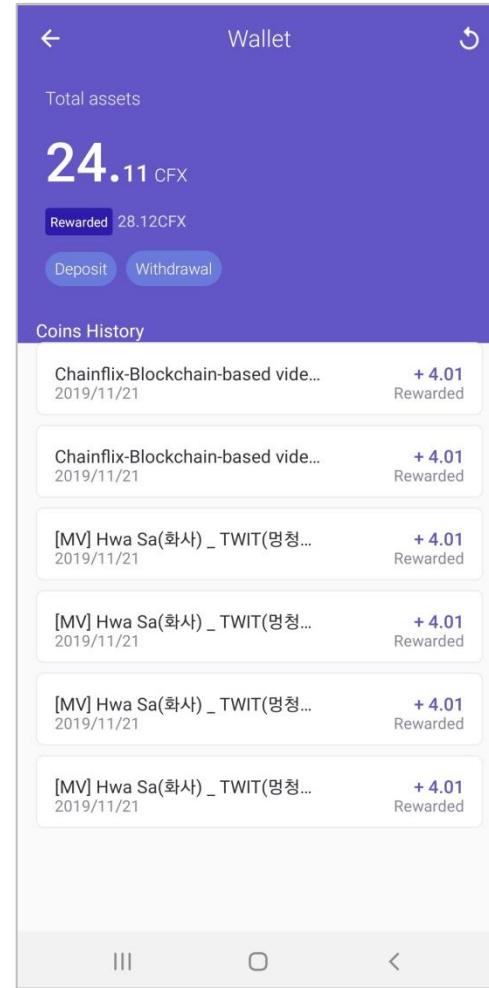 Wallet
Total assets
24.11 CFX
Rewarded 28.12CFX
Deposit Withdrawal
Coins History
Chainflix-Blockchain-based vide... + 4.01
2019/11/21 Rewarded
Chainflix-Blockchain-based vide... + 4.01
2019/11/21 Rewarded
[MV] Hwa Sa(화사) _ TWIT(멍청... + 4.01
2019/11/21 Rewarded
[MV] Hwa Sa(화사) _ TWIT(멍청... + 4.01
2019/11/21 Rewarded
[MV] Hwa Sa(화사) _ TWIT(멍청... + 4.01
2019/11/21 Rewarded
[MV] Hwa Sa(화사) _ TWIT(멍청... + 4.01
2019/11/21 Rewarded